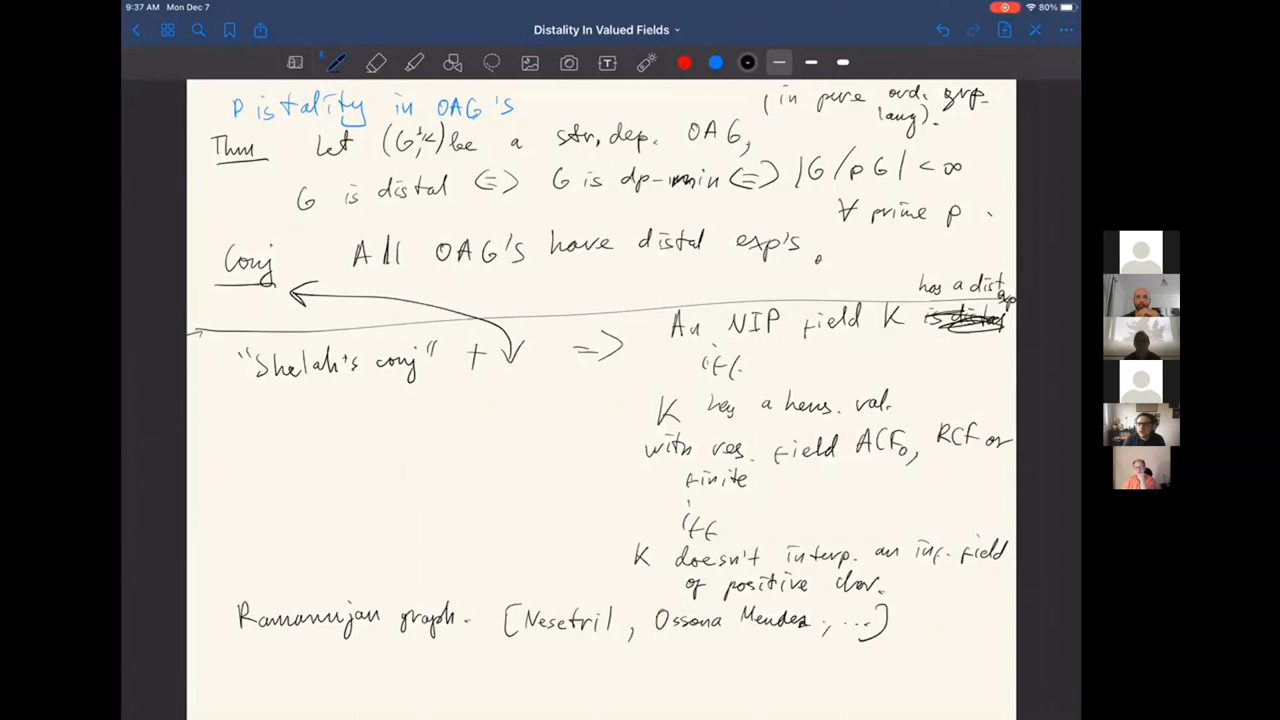 9:37 AM Mon Dec 7
80%
Distality In Valued Fields
Distality in OAG's
(in pure ord. grp.
lang).
Thm Let (G, ) be a str. dep. OAG,
G is distal <=> G is dp-min <=> |G/pG| < ∞
∀ prime p.
Conj All OAG's have distal exp's.
has a dist exp
An NIP field K is distal
"Shelah's conj" + =>
iff.
K has a hens. val.
with res. field ACF₀, RCF or
finite
iff
K doesn't interp. an inf. field
of positive char.
Ramanujan graph. [Nesetril, Ossona Mendez, ...]